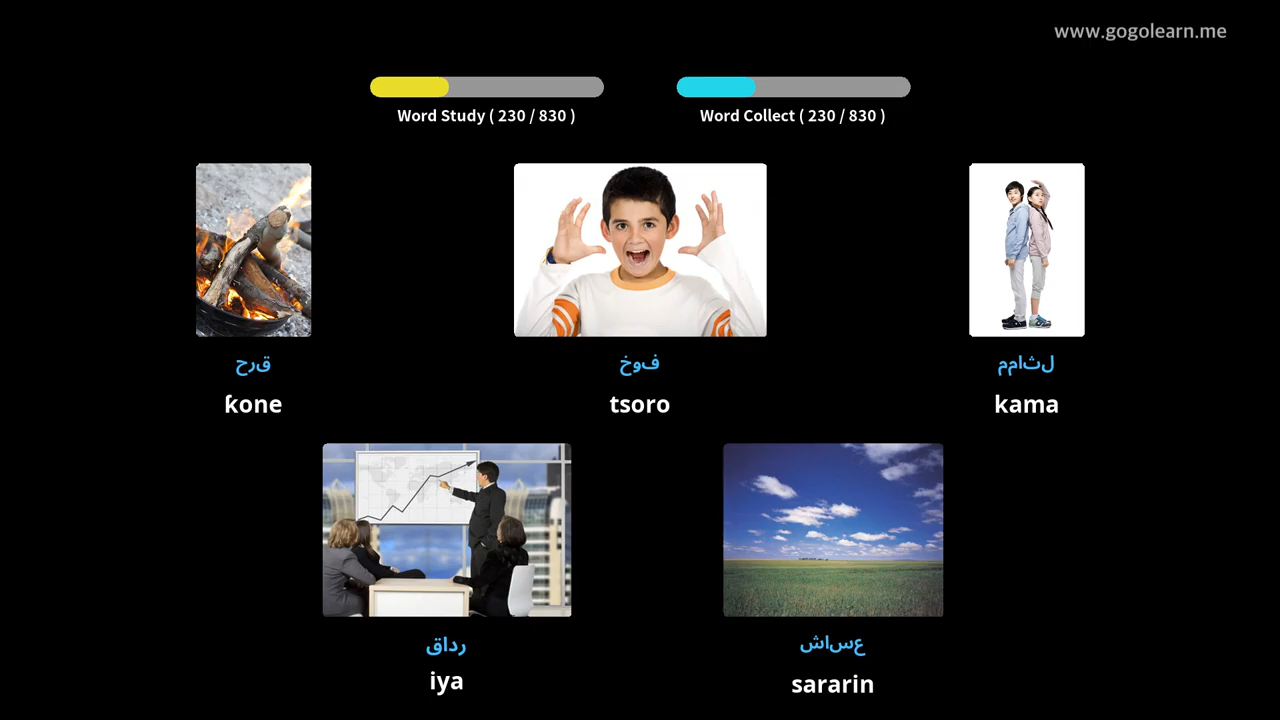 www.gogolearn.me
Word Study ( 230 / 830 )
Word Collect ( 230 / 830 )
قرح
ƙone
فوخ
tsoro
لثامم
kama
رداق
iya
عساش
sararin